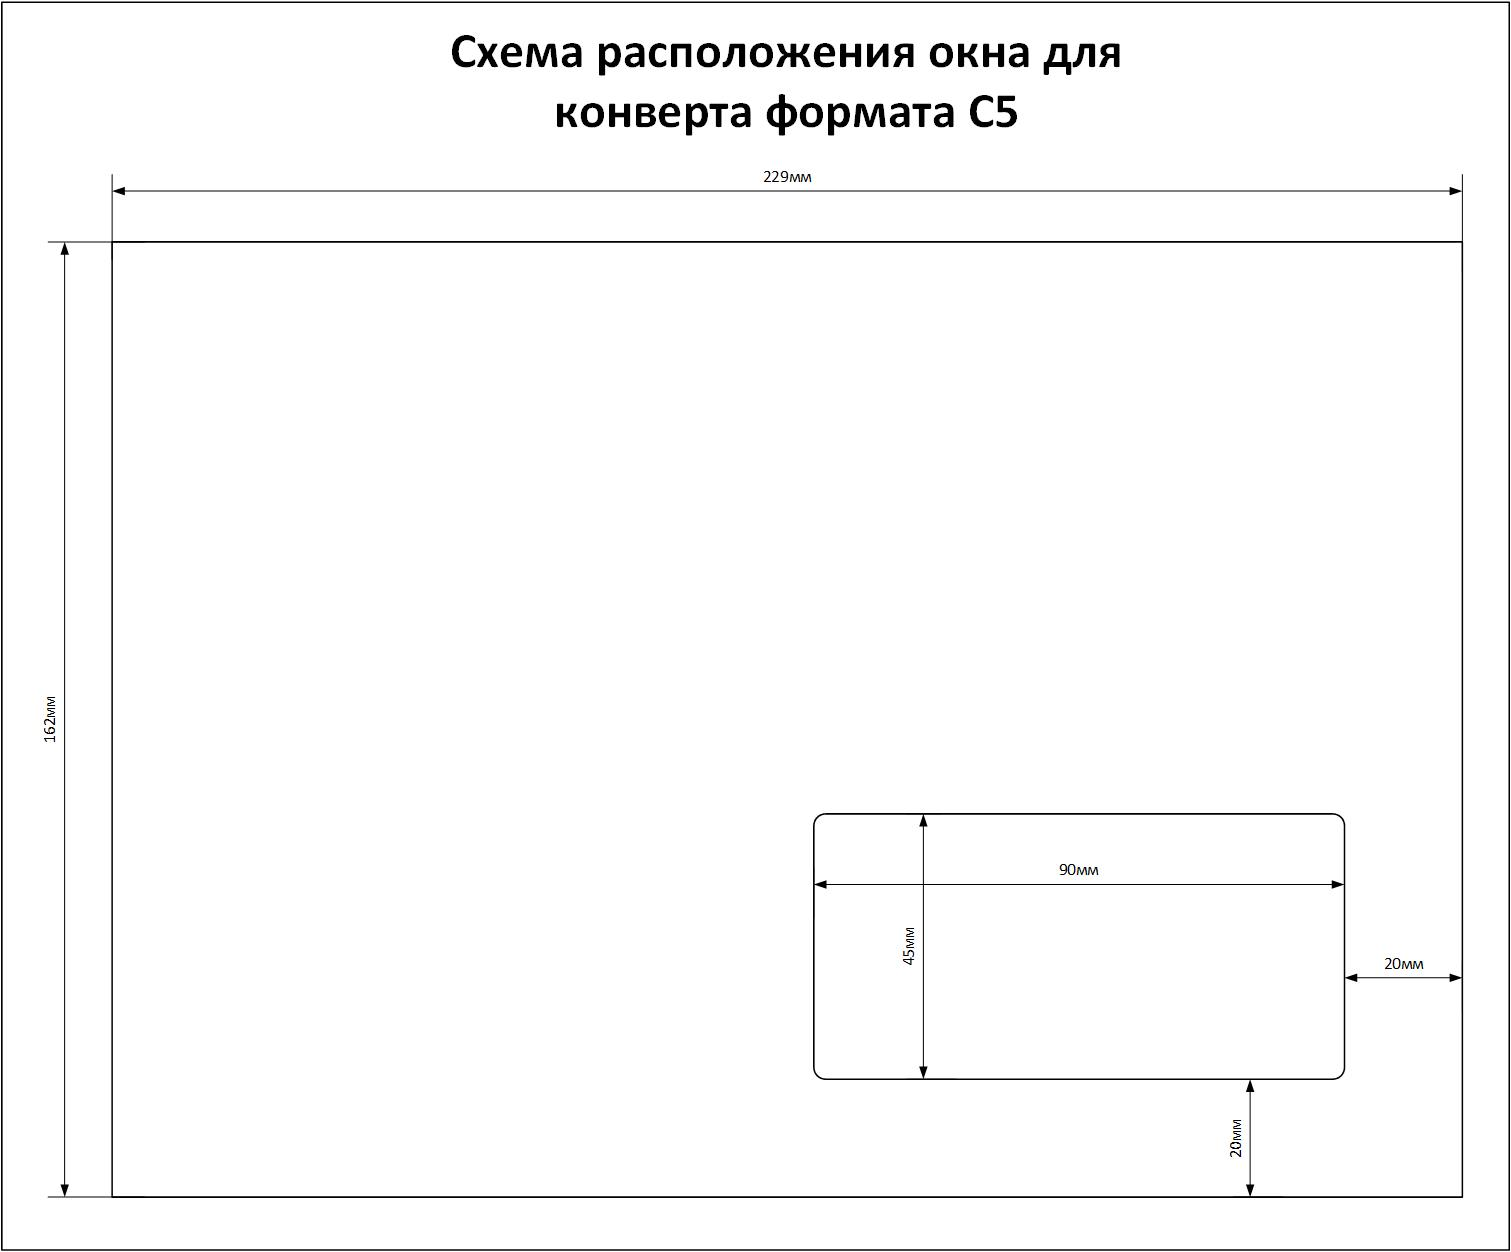 Схема расположения окна для
конверта формата С5
229мм
162мм
90мм
45мм
20мм
20мм